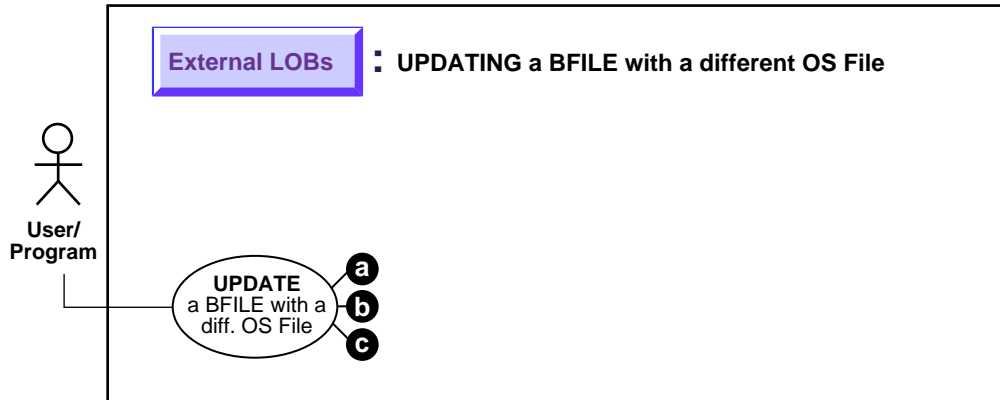 External LOBs : UPDATING a BFILE with a different OS File
User/
Program
UPDATE
a BFILE with a
diff. OS File
a
b
c